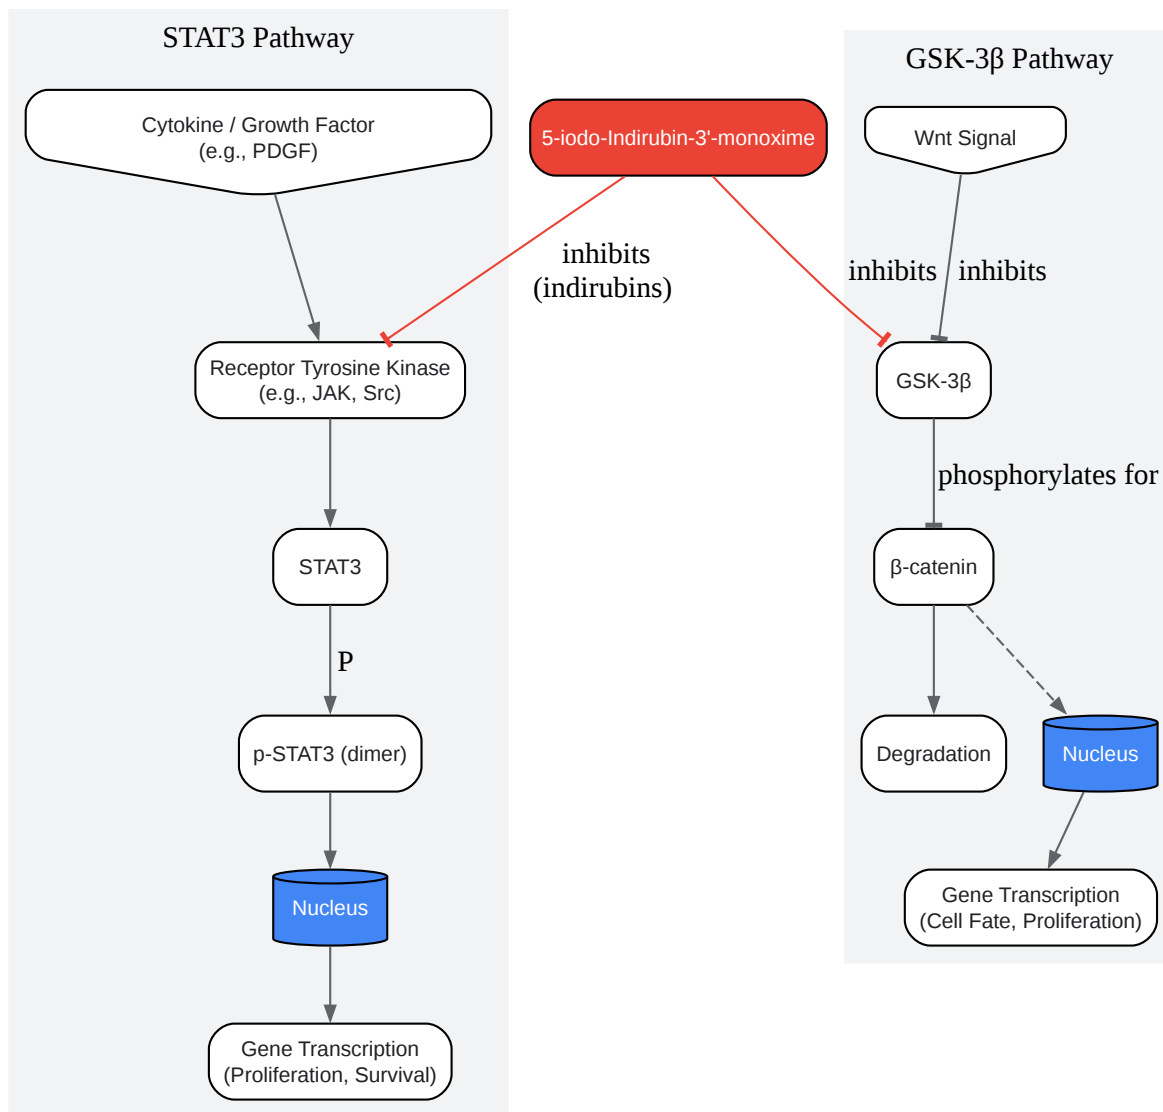 STAT3 Pathway
Cytokine / Growth Factor
(e.g., PDGF)
5-iodo-Indirubin-3'-monoxime
GSK-3β Pathway
Wnt Signal
inhibits
(indirubins)
inhibits
inhibits
Receptor Tyrosine Kinase
(e.g., JAK, Src)
GSK-3β
phosphorylates for
STAT3
β-catenin
P
p-STAT3 (dimer)
Degradation
Nucleus
Nucleus
Gene Transcription
(Cell Fate, Proliferation)
Gene Transcription
(Proliferation, Survival)